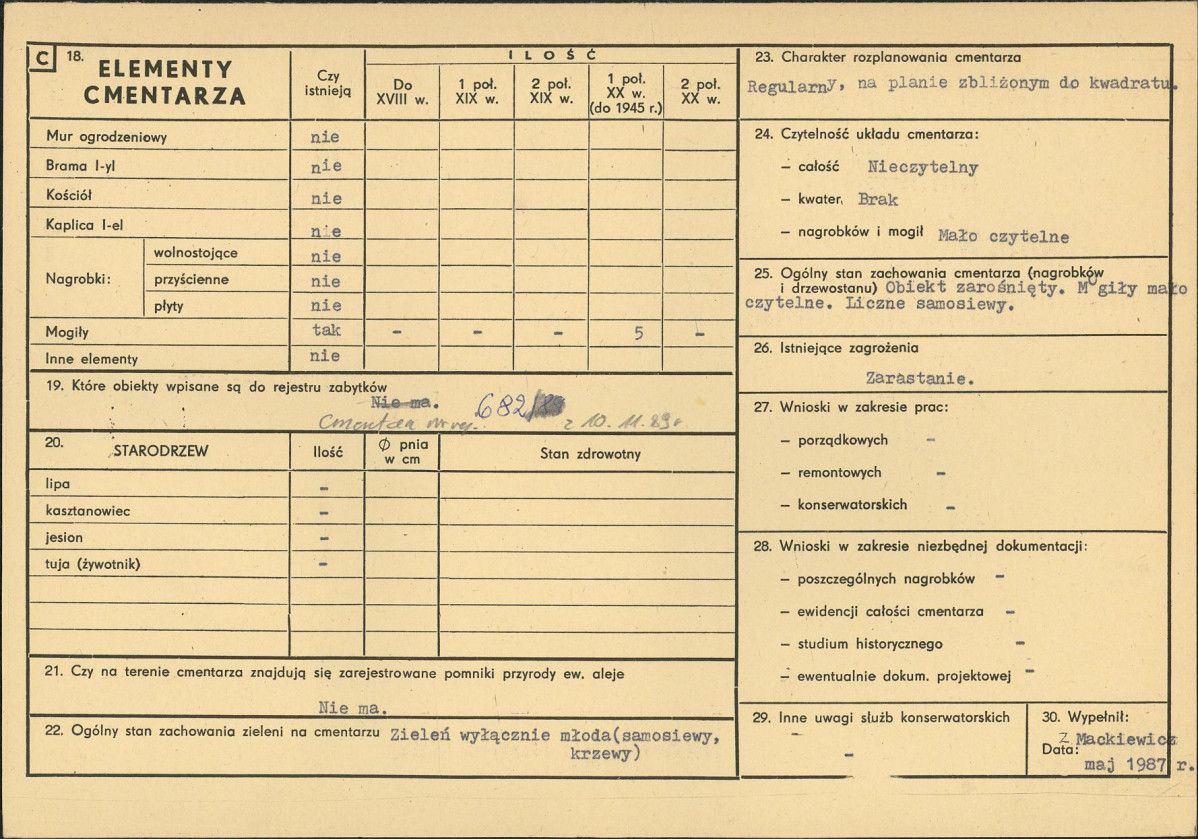 C 18. ELEMENTY CMENTARZA
Czy istnieją
ILOŚĆ
Do XVIII w.
1 poł. XIX w.
2 poł. XIX w.
1 poł. XX w. (do 1945 r.)
2 poł. XX w.
Mur ogrodzeniowy nie
Brama I-yl nie
Kościół nie
Kaplica I-el nie
Nagrobki: wolnostojące nie
przyścienne nie
płyty nie
Mogiły tak - - - 5 -
Inne elementy nie
19. Które obiekty wpisane są do rejestru zabytków
Nie ma. 682/
z 10. 11. 89 r
20. STARODRZEW
Ilość
Ø pnia w cm
Stan zdrowotny
lipa -
kasztanowiec -
jesion -
tuja (żywotnik) -
21. Czy na terenie cmentarza znajdują się zarejestrowane pomniki przyrody ew. aleje
Nie ma.
22. Ogólny stan zachowania zieleni na cmentarzu Zieleń wyłącznie młoda(samosiewy,
krzewy)
23. Charakter rozplanowania cmentarza
Regularny, na planie zbliżonym do kwadratu.
24. Czytelność układu cmentarza:
– całość Nieczytelny
– kwater, Brak
– nagrobków i mogił Mało czytelne
25. Ogólny stan zachowania cmentarza (nagrobków
i drzewostanu) Obiekt zarośnięty. Mogiły mało
czytelne. Liczne samosiewy.
26. Istniejące zagrożenia
Zarastanie.
27. Wnioski w zakresie prac:
– porządkowych -
– remontowych -
– konserwatorskich -
28. Wnioski w zakresie niezbędnej dokumentacji:
– poszczególnych nagrobków -
– ewidencji całości cmentarza -
– studium historycznego -
– ewentualnie dokum. projektowej -
29. Inne uwagi służb konserwatorskich
-
-
30. Wypełnił:
Z Mackiewicz
Data:
maj 1987 r.